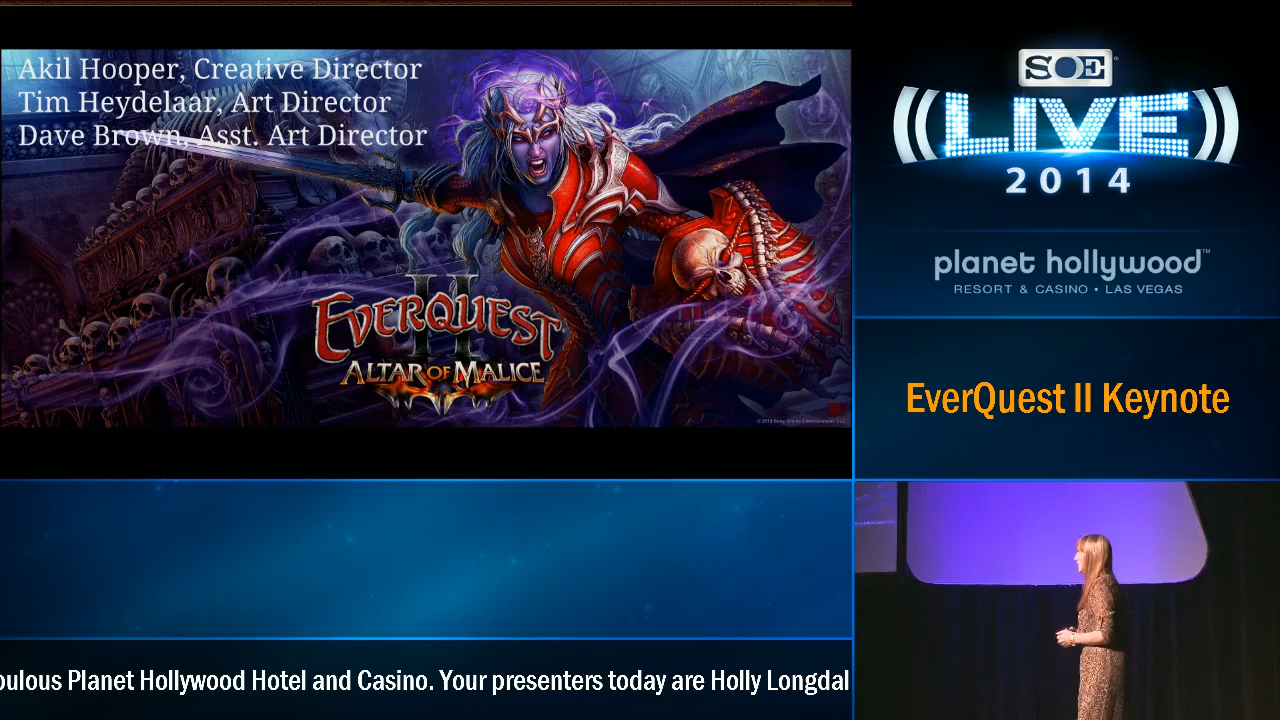 Akil Hooper, Creative Director
Tim Heydelaar, Art Director
Dave Brown, Asst. Art Director
EVERQUEST
II
ALTAR OF MALICE
SOE
LIVE
2014
planet hollywood™
RESORT & CASINO • LAS VEGAS
EverQuest II Keynote
oulous Planet Hollywood Hotel and Casino. Your presenters today are Holly Longdal